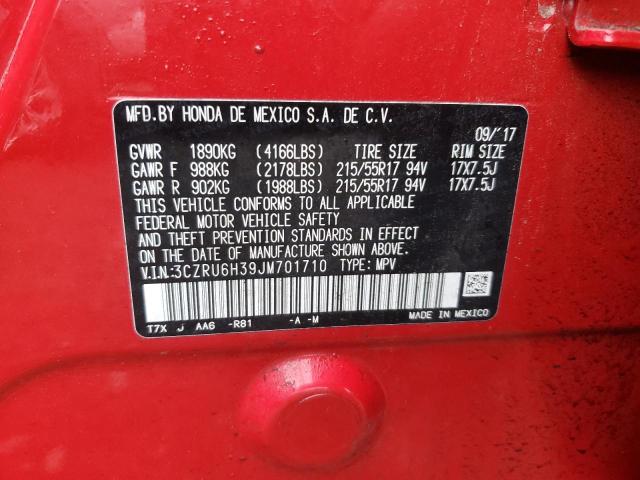 MFD.BY HONDA DE MEXICO S.A. DE C.V.
09/'17
GVWR 1890KG (4166LBS) TIRE SIZE RIM SIZE
GAWR F 988KG (2178LBS) 215/55R17 94V 17X7.5J
GAWR R 902KG (1988LBS) 215/55R17 94V 17X7.5J
THIS VEHICLE CONFORMS TO ALL APPLICABLE
FEDERAL MOTOR VEHICLE SAFETY
AND THEFT PREVENTION STANDARDS IN EFFECT
ON THE DATE OF MANUFACTURE SHOWN ABOVE.
V.I.N:3CZRU6H39JM701710 TYPE: MPV
T7X J AA6 -R81 -A -M MADE IN MEXICO